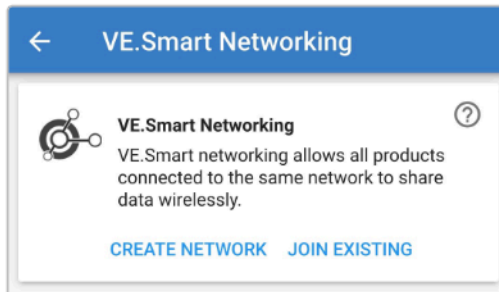 VE.Smart Networking
VE.Smart Networking
VE.Smart networking allows all products
connected to the same network to share
data wirelessly.
CREATE NETWORK JOIN EXISTING